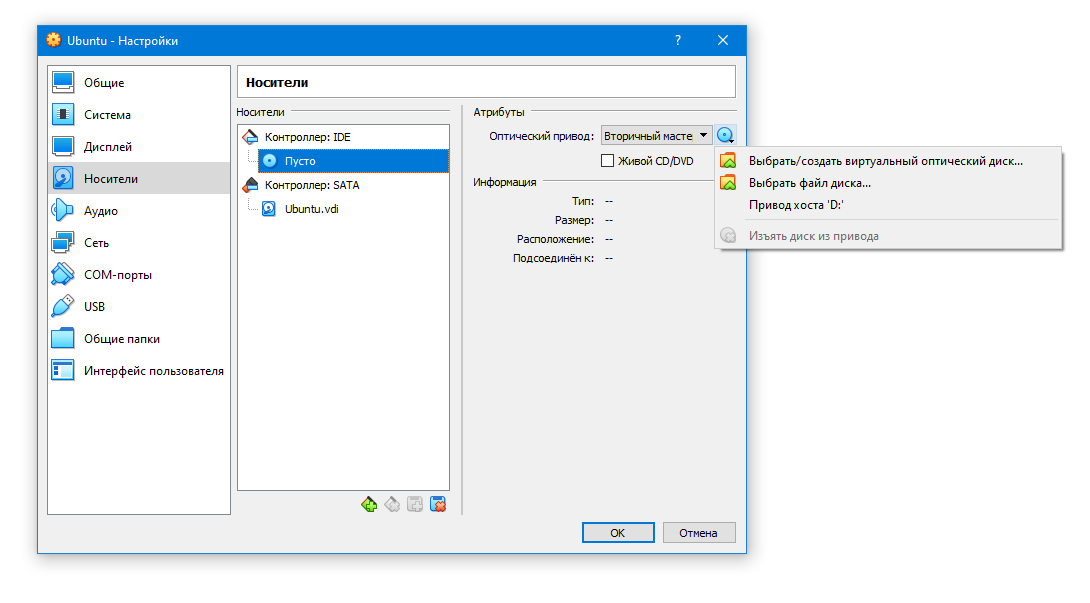 Ubuntu - Настройки
?
Общие
Система
Дисплей
Носители
Аудио
Сеть
COM-порты
USB
Общие папки
Интерфейс пользователя
Носители
Носители
Контроллер: IDE
Пусто
Контроллер: SATA
Ubuntu.vdi
Атрибуты
Оптический привод: Вторичный масте
Живой CD/DVD
Информация
Тип: --
Размер: --
Расположение: --
Подсоединён к: --
Выбрать/создать виртуальный оптический диск...
Выбрать файл диска...
Привод хоста 'D:'
Изъять диск из привода
OK
Отмена